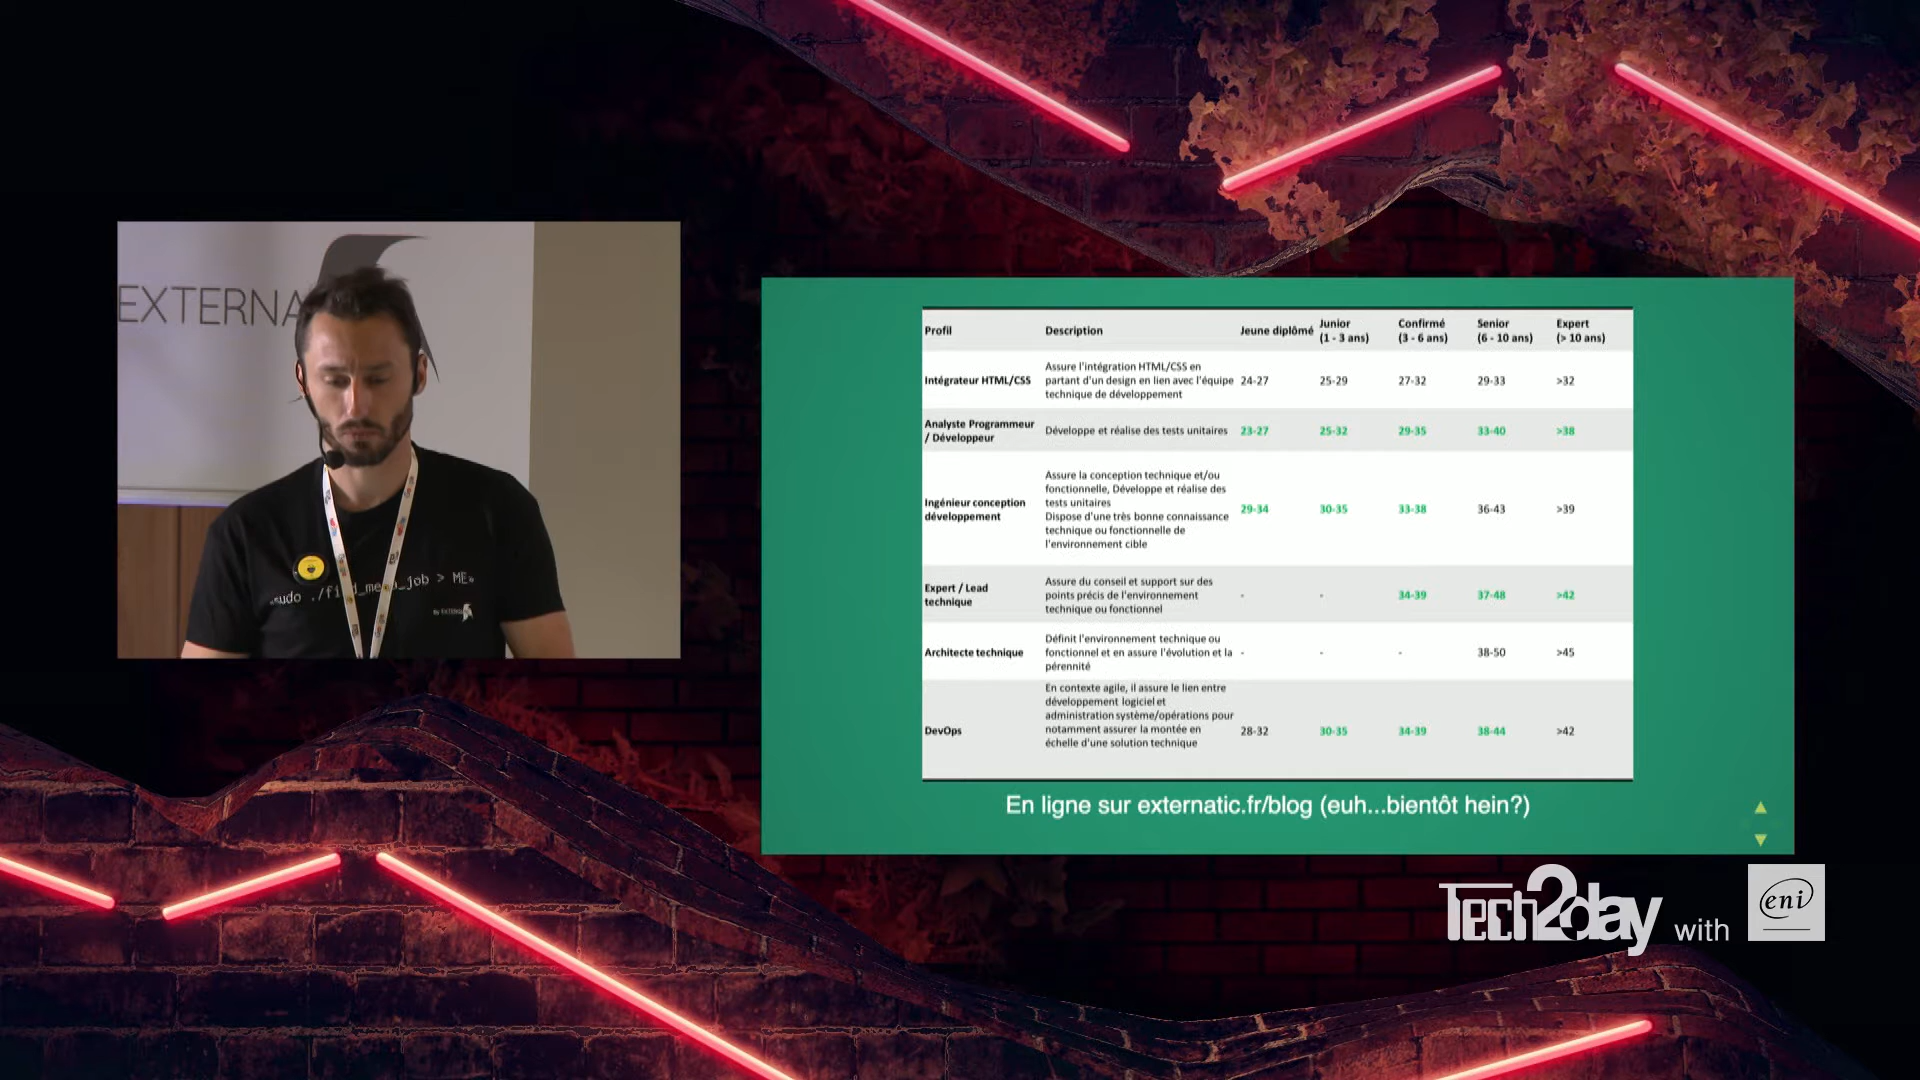 EXTERNA
sudo ./fi d_me_a_job > ME
by EXTERNA
Profil Description Jeune diplômé Junior (1 - 3 ans) Confirmé (3 - 6 ans) Senior (6 - 10 ans) Expert (> 10 ans)
Intégrateur HTML/CSS
Assure l'intégration HTML/CSS en
partant d'un design en lien avec l'équipe
technique de développement
24-27 25-29 27-32 29-33 >32
Analyste Programmeur
/ Développeur
Développe et réalise des tests unitaires
23-27 25-32 29-35 33-40 >38
Ingénieur conception
développement
Assure la conception technique et/ou
fonctionnelle, Développe et réalise des
tests unitaires
Dispose d'une très bonne connaissance
technique ou fonctionnelle de
l'environnement cible
29-34 30-35 33-38 36-43 >39
Expert / Lead
technique
Assure du conseil et support sur des
points précis de l'environnement
technique ou fonctionnel
- - 34-39 37-48 >42
Architecte technique
Définit l'environnement technique ou
fonctionnel et en assure l'évolution et la
pérennité
- - - 38-50 >45
DevOps
En contexte agile, il assure le lien entre
développement logiciel et
administration système/opérations pour
notamment assurer la montée en
échelle d'une solution technique
28-32 30-35 34-39 38-44 >42
En ligne sur externatic.fr/blog (euh...bientôt hein?)
Tech2day with eni